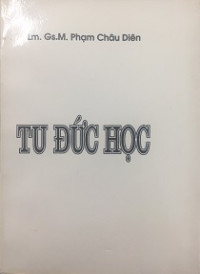 Lm. Gs.M. Phạm Châu Diên
TU ĐỨC HỌC